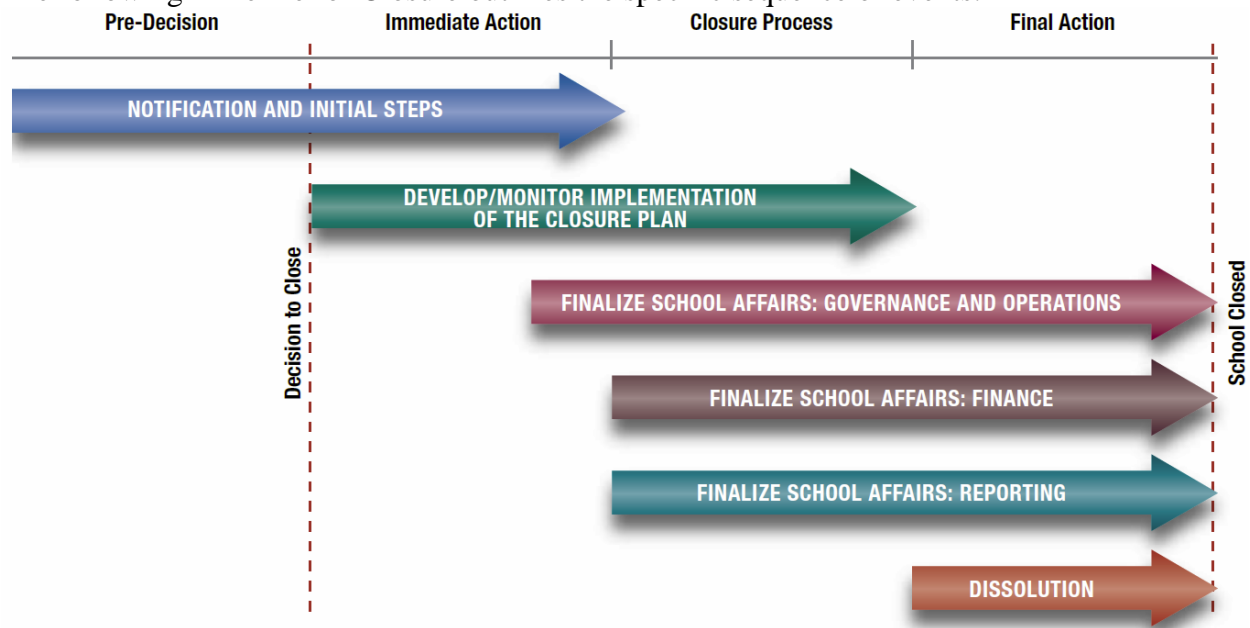 Pre-Decision
Immediate Action
Closure Process
Final Action
NOTIFICATION AND INITIAL STEPS
DEVELOP/MONITOR IMPLEMENTATION
OF THE CLOSURE PLAN
Decision to Close
FINALIZE SCHOOL AFFAIRS: GOVERNANCE AND OPERATIONS
School Closed
FINALIZE SCHOOL AFFAIRS: FINANCE
FINALIZE SCHOOL AFFAIRS: REPORTING
DISSOLUTION